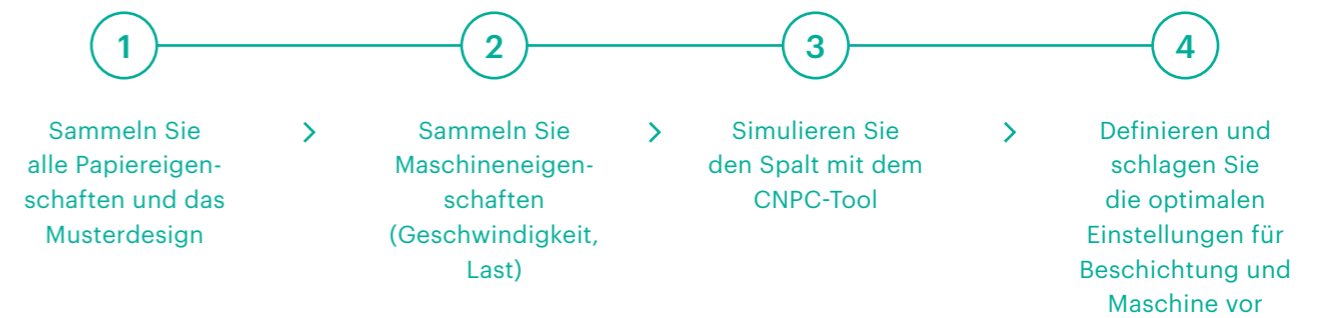 1
2
3
4
Sammeln Sie
alle Papiereigen-
schaften und das
Musterdesign
>
Sammeln Sie
Maschineneigen-
schaften
(Geschwindigkeit,
Last)
>
Simulieren Sie
den Spalt mit dem
CNPC-Tool
>
Definieren und
schlagen Sie
die optimalen
Einstellungen für
Beschichtung und
Maschine vor